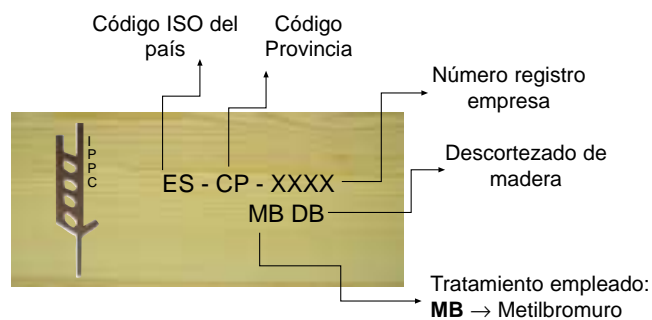 Código ISO del
país
Código
Provincia
Número registro
empresa
I
P
P
C
ES - CP - XXXX
MB DB
Descortezado de
madera
Tratamiento empleado:
MB → Metilbromuro